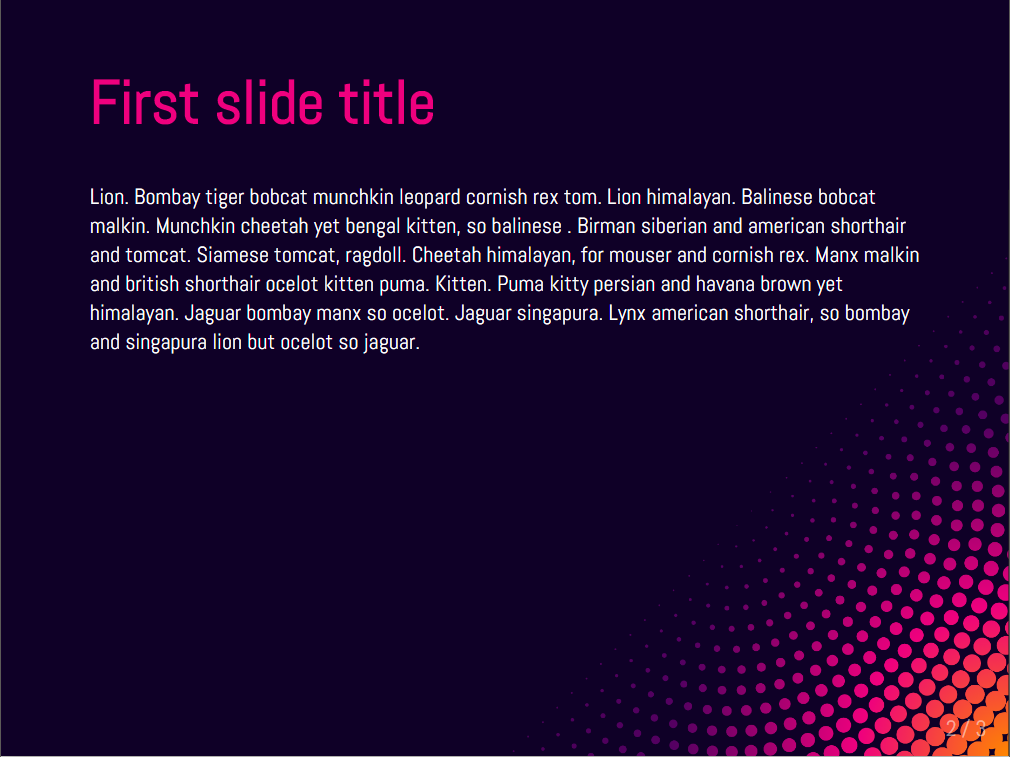 First slide title
Lion. Bombay tiger bobcat munchkin leopard cornish rex tom. Lion himalayan. Balinese bobcat
malkin. Munchkin cheetah yet bengal kitten, so balinese . Birman siberian and american shorthair
and tomcat. Siamese tomcat, ragdoll. Cheetah himalayan, for mouser and cornish rex. Manx malkin
and british shorthair ocelot kitten puma. Kitten. Puma kitty persian and havana brown yet
himalayan. Jaguar bombay manx so ocelot. Jaguar singapura. Lynx american shorthair, so bombay
and singapura lion but ocelot so jaguar.
2 / 3